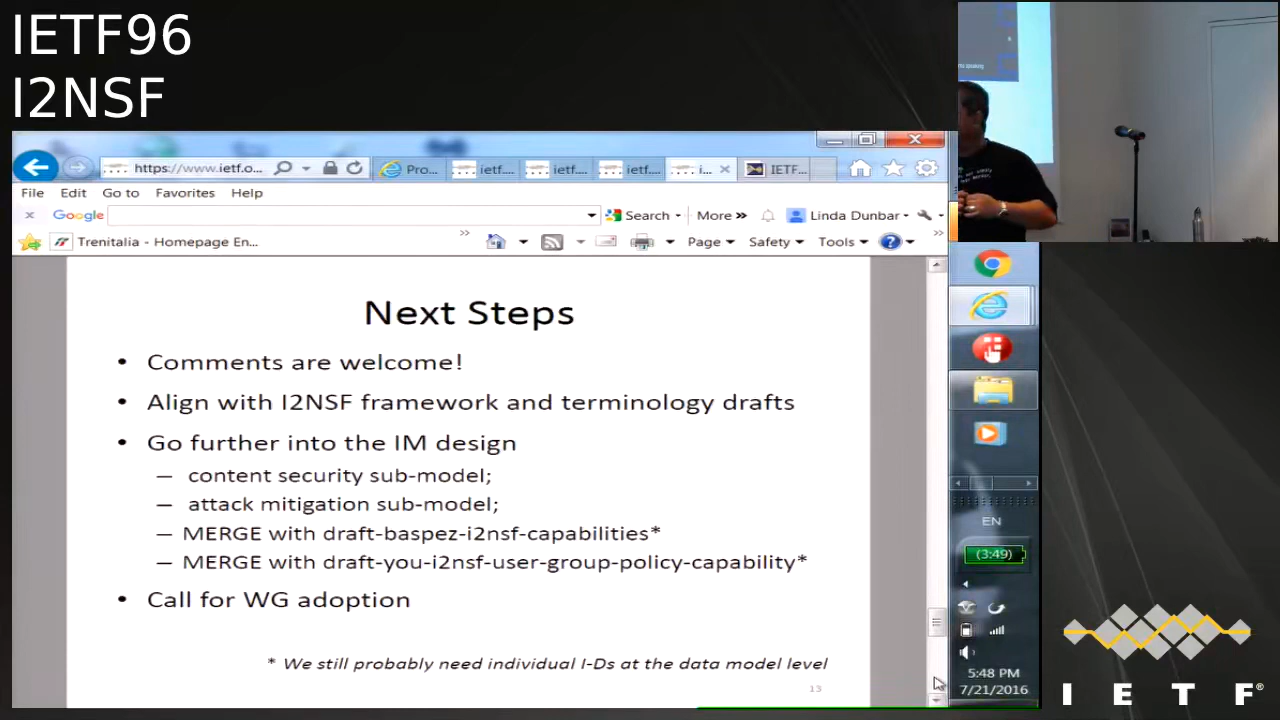 IETF96
I2NSF
https://www.ietf.o...
Pro...
ietf.
ietf.
ietf.
i...
IETF...
File Edit Go to Favorites Help
x Google Search More » Linda Dunbar
Trenitalia - Homepage En... » Page Safety Tools »
Next Steps
• Comments are welcome!
• Align with I2NSF framework and terminology drafts
• Go further into the IM design
– content security sub-model;
– attack mitigation sub-model;
– MERGE with draft-baspez-i2nsf-capabilities*
– MERGE with draft-you-i2nsf-user-group-policy-capability*
• Call for WG adoption
* We still probably need individual I-Ds at the data model level
13
EN
(3:49)
5:48 PM
7/21/2016
I E T F®